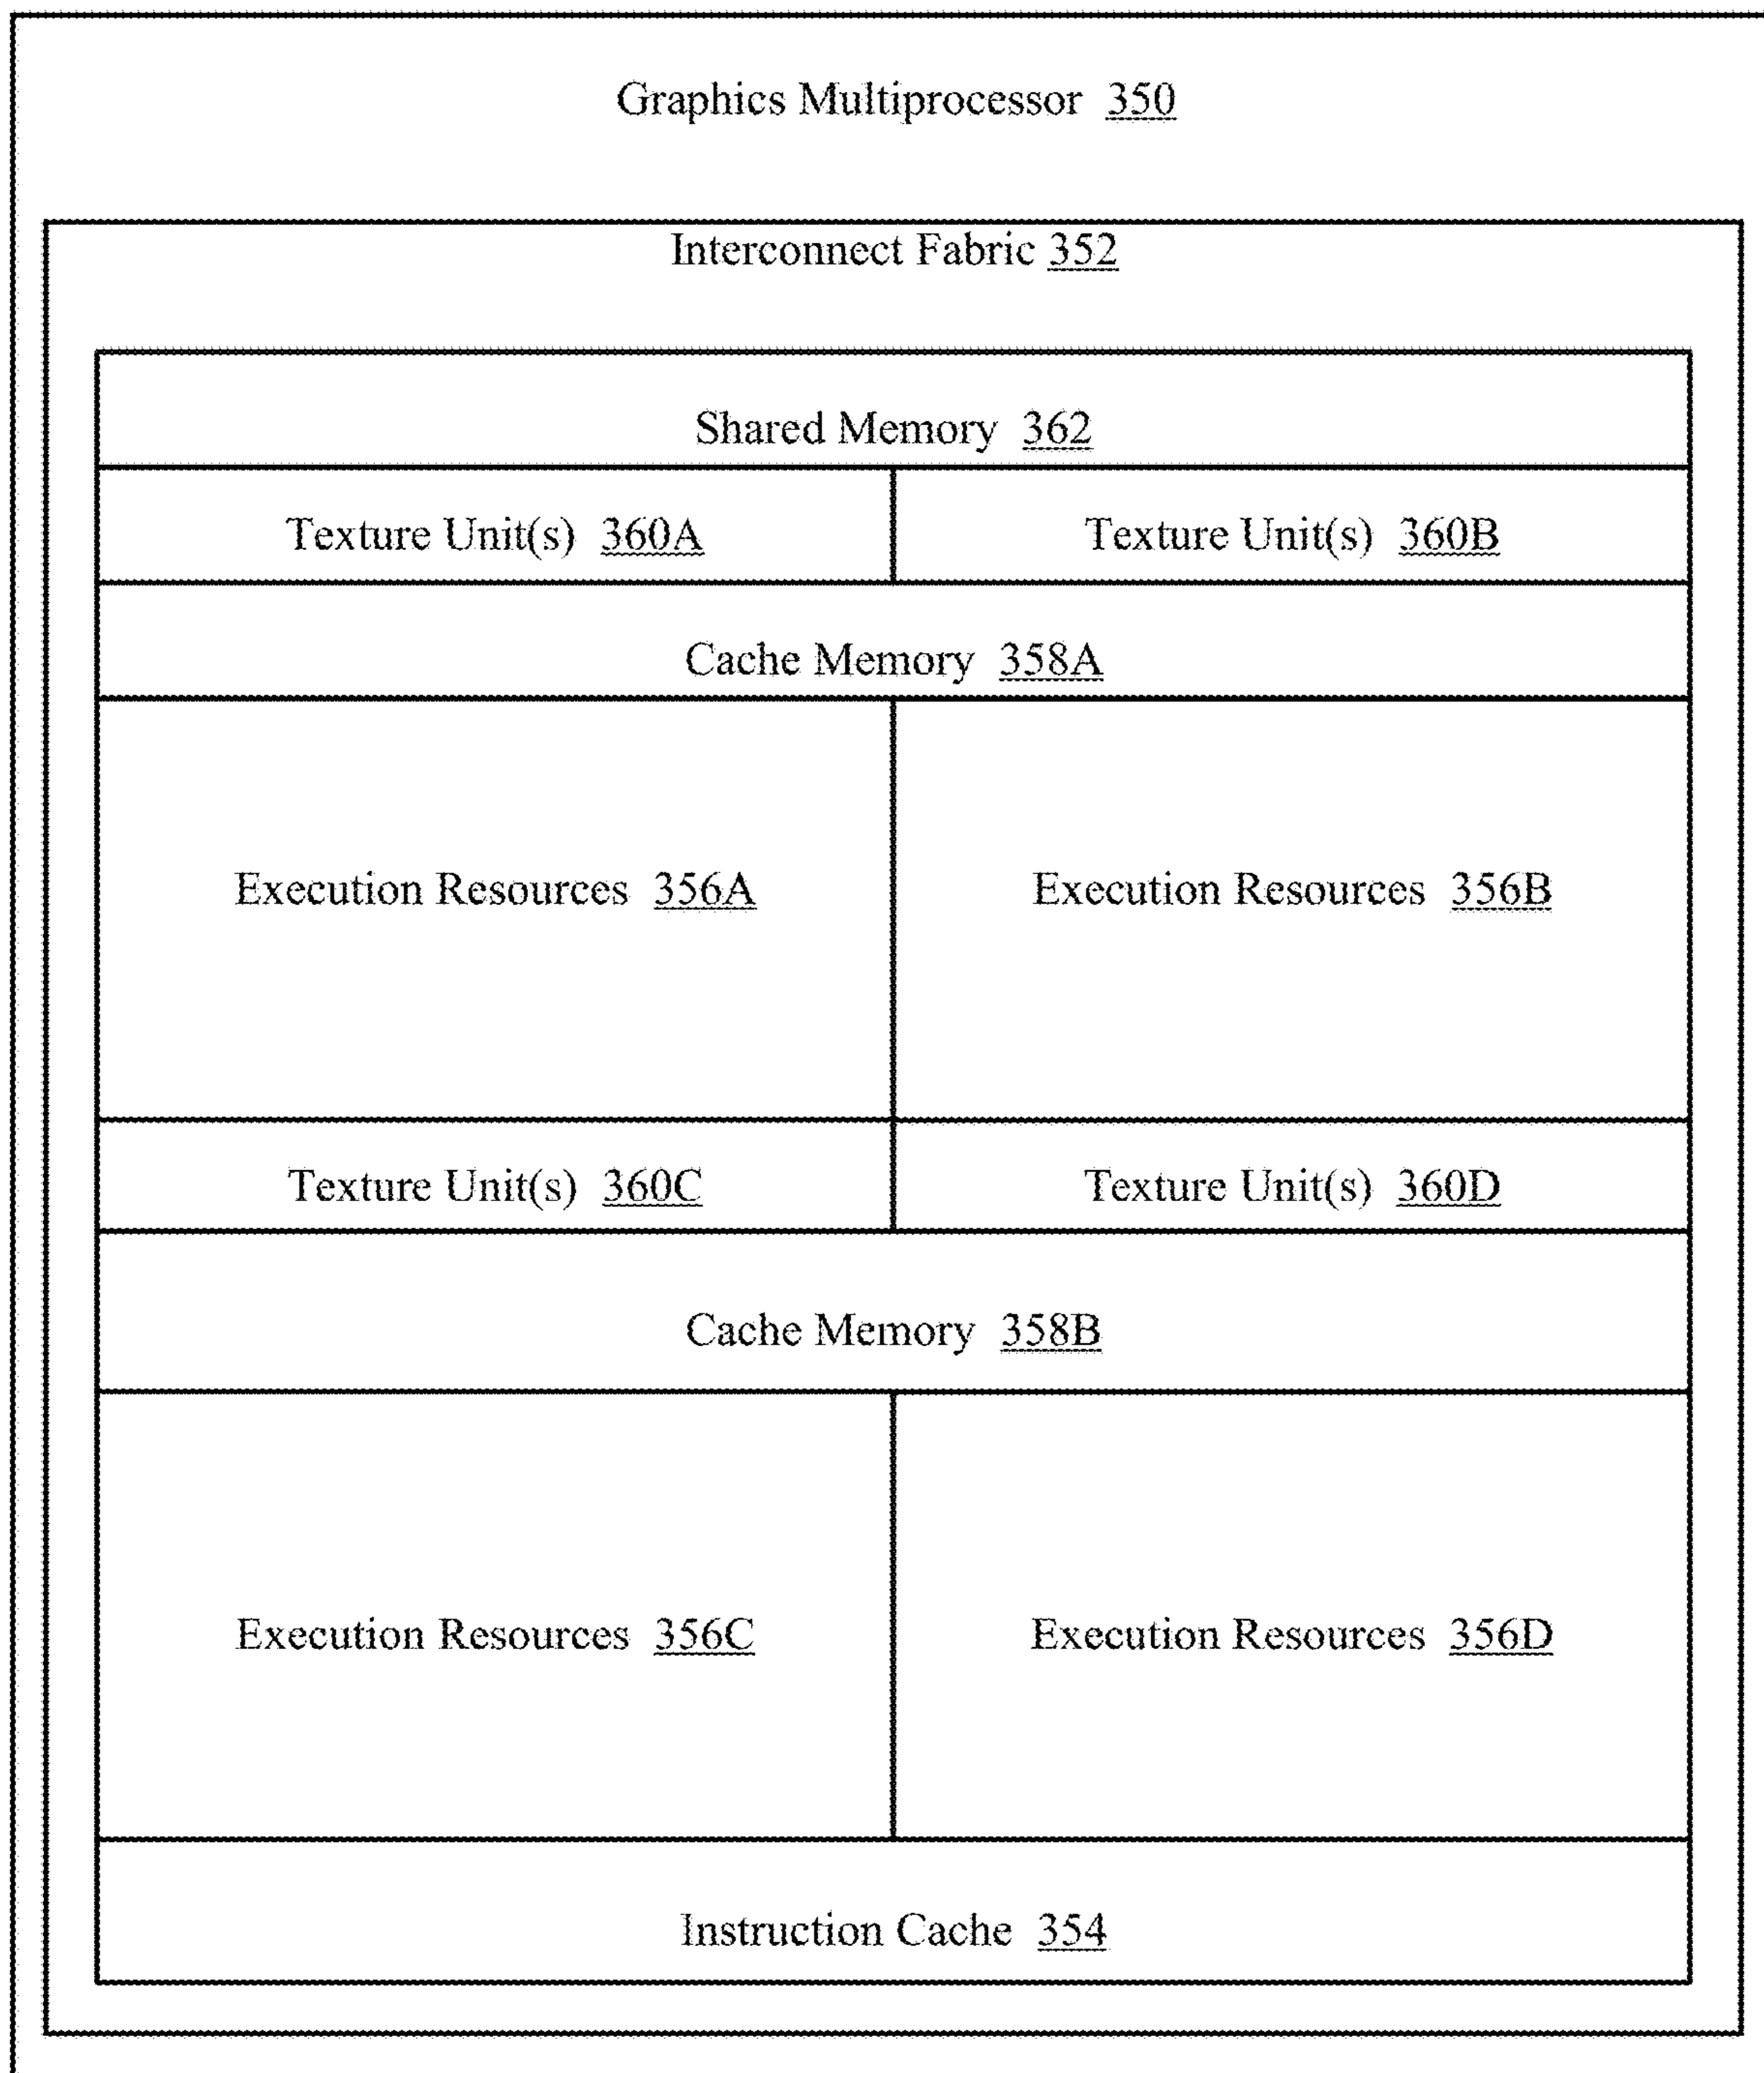 Graphics Multiprocessor 350
Interconnect Fabric 352
Shared Memory 362
Texture Unit(s) 360A
Texture Unit(s) 360B
Cache Memory 358A
Execution Resources 356A
Execution Resources 356B
Texture Unit(s) 360C
Texture Unit(s) 360D
Cache Memory 358B
Execution Resources 356C
Execution Resources 356D
Instruction Cache 354